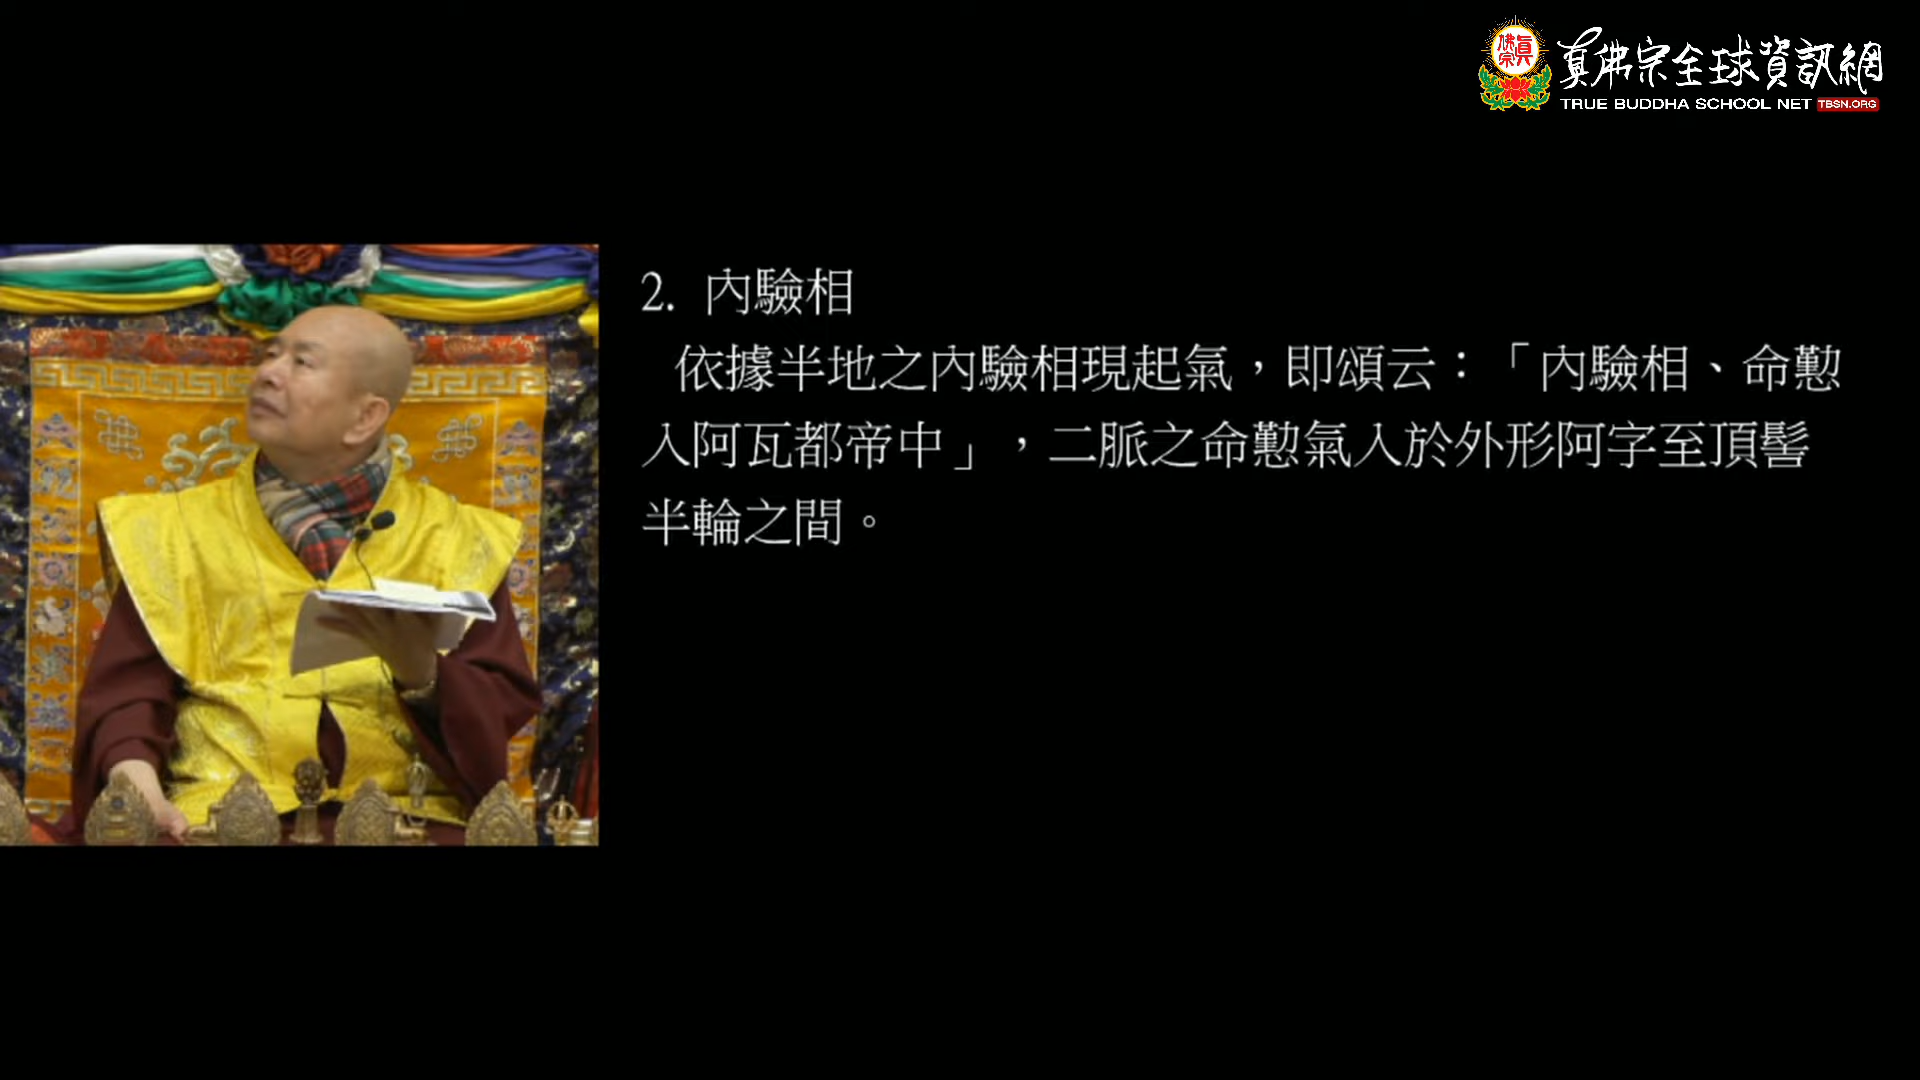 真佛宗
真佛宗全球資訊網
TRUE BUDDHA SCHOOL NET TBSN.ORG
2. 內驗相
依據半地之內驗相現起氣，即頌云：「內驗相、命懃
入阿瓦都帝中」，二脈之命懃氣入於外形阿字至頂髻
半輪之間。